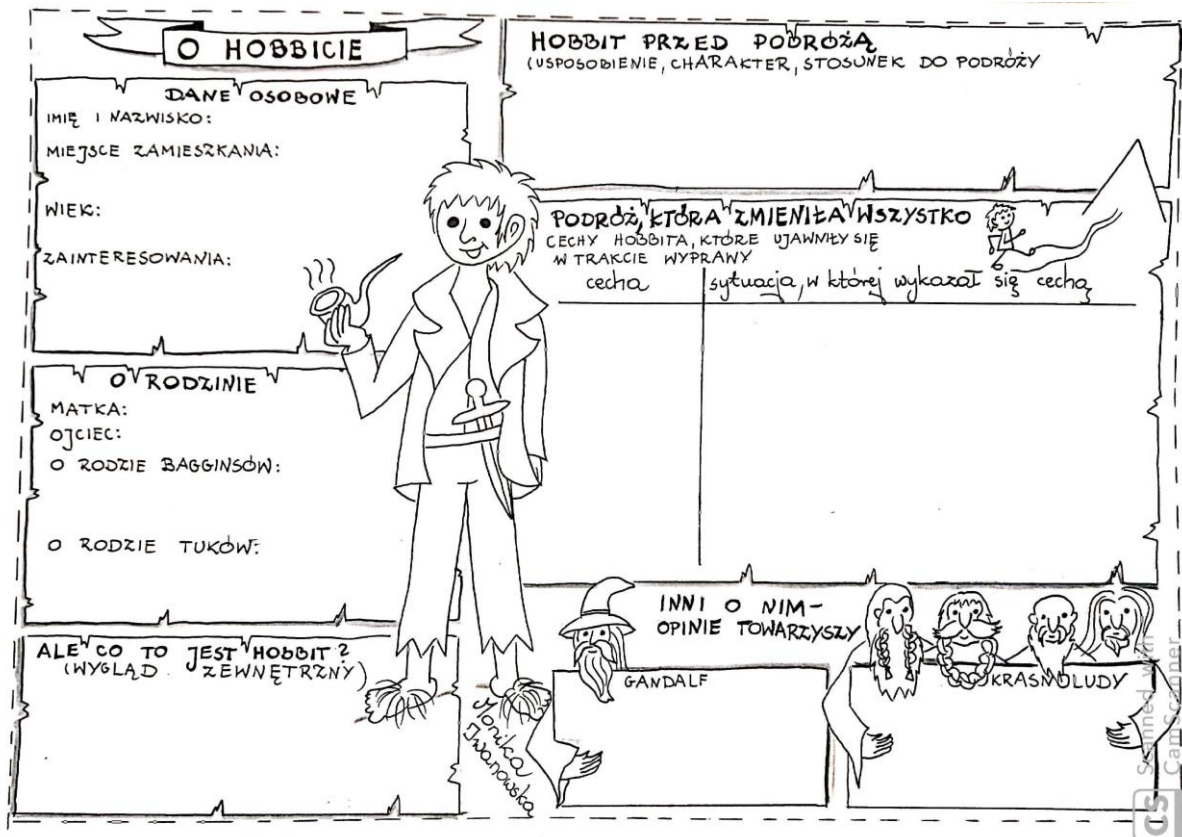 O HOBBICIE
DANE OSOBOWE
IMIĘ I NAZWISKO:
MIEJSCE ZAMIESZKANIA:
WIEK:
ZAINTERESOWANIA:
O RODZINIE
MATKA:
OJCIEC:
O RODZIE BAGGINSÓW:
O RODZIE TUKÓW:
ALE CO TO JEST HOBBIT?
(WYGLĄD ZEWNĘTRZNY)
Monika
Iwanowska
HOBBIT PRZED PODRÓŻĄ
(USPOSOBIENIE, CHARAKTER, STOSUNEK DO PODRÓŻY
PODRÓŻ, KTÓRA ZMIENIŁA WSZYSTKO
CECHY HOBBITA, KTÓRE UJAWNIŁY SIĘ
W TRAKCIE WYPRAWY
cecha
sytuacja, w której wykazał się cechą
INNI O NIM-
OPINIE TOWARZYSZY
GANDALF
KRASNOLUDY
CS Scanned with
CamScanner